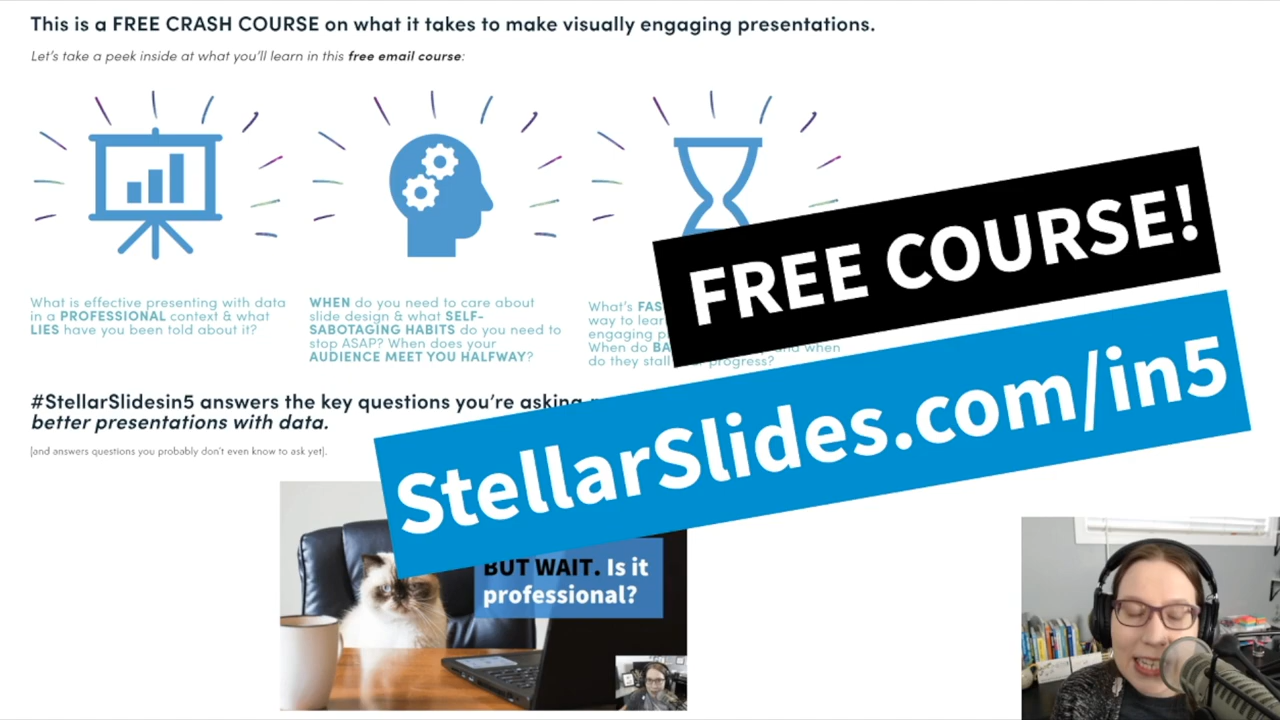 This is a FREE CRASH COURSE on what it takes to make visually engaging presentations.
Let's take a peek inside at what you'll learn in this free email course:
What is effective presenting with data
in a PROFESSIONAL context & what
LIES have you been told about it?
WHEN do you need to care about
slide design & what SELF-
SABOTAGING HABITS do you need to
stop ASAP? When does your
AUDIENCE MEET YOU HALFWAY?
What's
way to
engaging
When do and when
do they stall progress?
FREE COURSE!
StellarSlides.com/in5
#StellarSlidesin5 answers the key questions you're asking
better presentations with data.
[and answers questions you probably don't even know to ask yet].
BUT WAIT. Is it
professional?